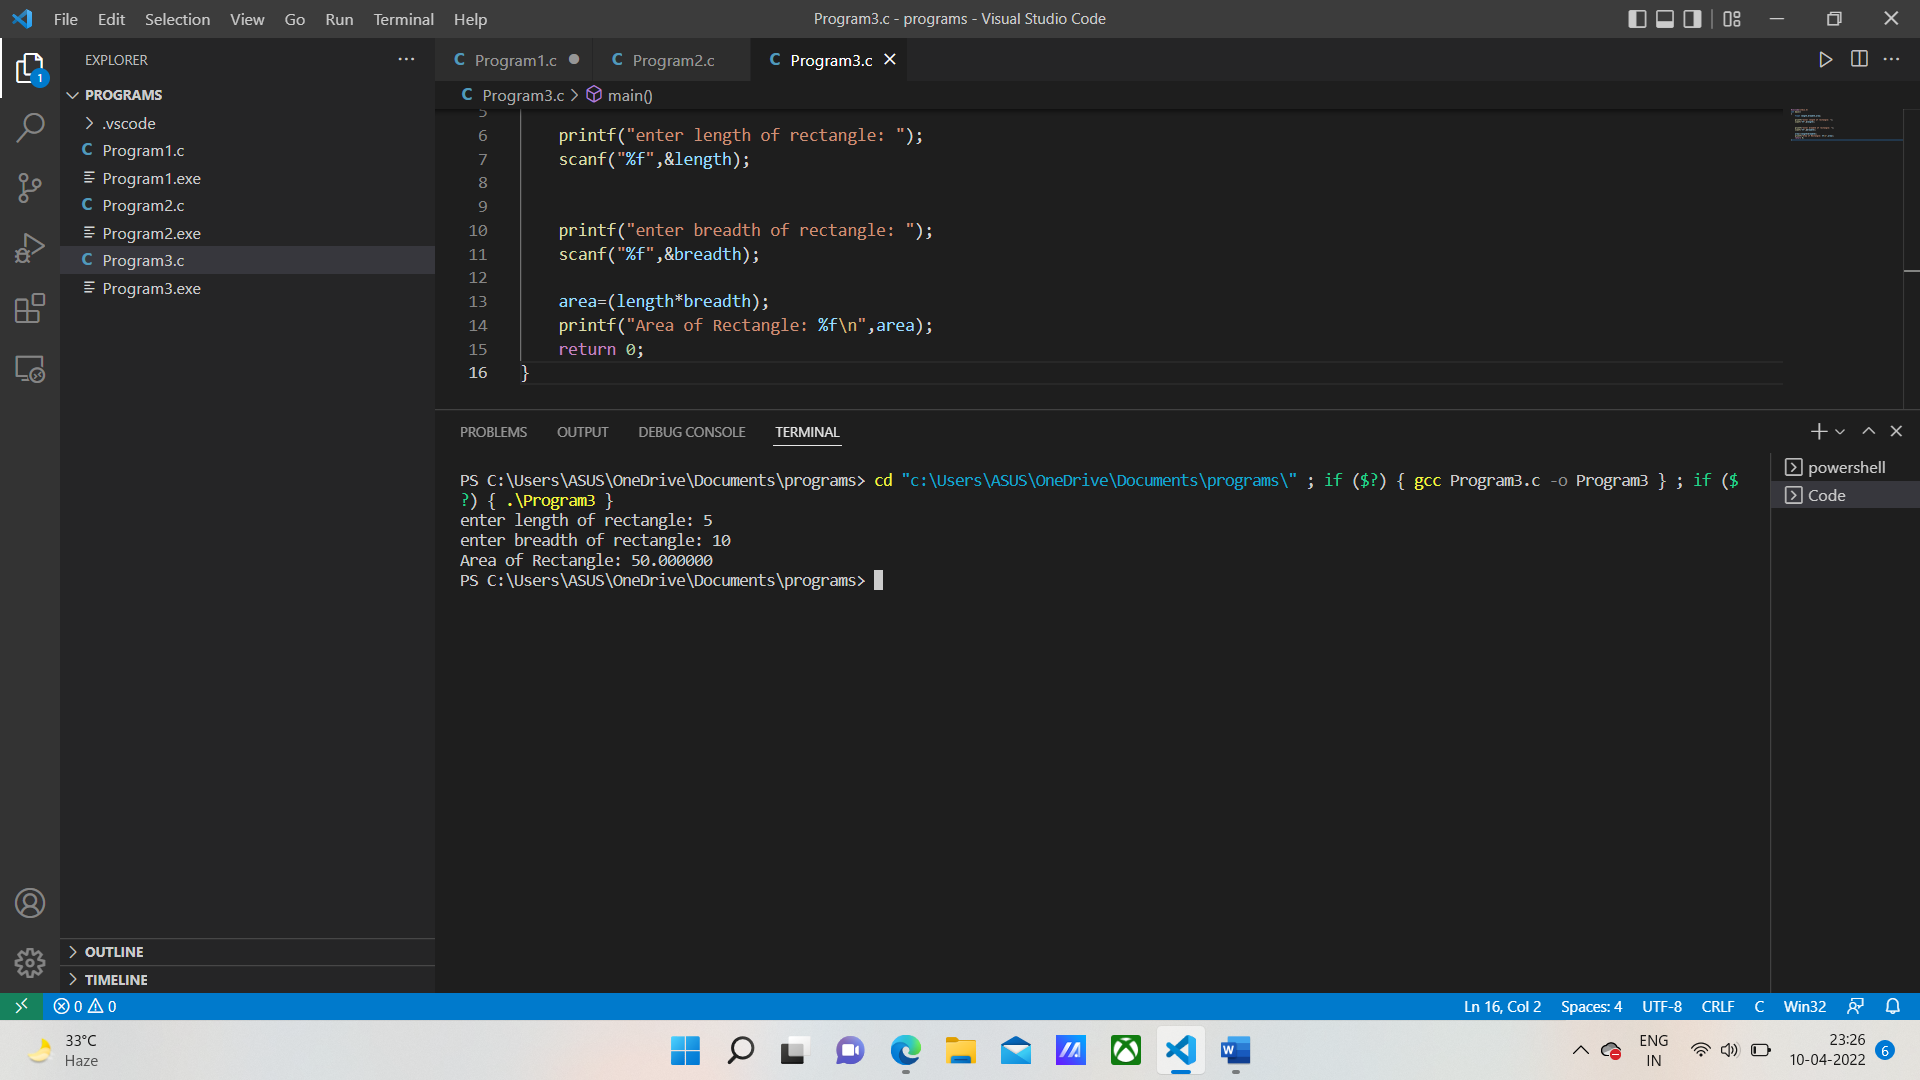 File Edit Selection View Go Run Terminal Help
Program3.c - programs - Visual Studio Code
EXPLORER
1
PROGRAMS
.vscode
C Program1.c
Program1.exe
C Program2.c
Program2.exe
C Program3.c
Program3.exe
OUTLINE
TIMELINE
C Program1.c C Program2.c C Program3.c
C Program3.c > main()
5
6 printf("enter length of rectangle: ");
7 scanf("%f",&length);
8
9
10 printf("enter breadth of rectangle: ");
11 scanf("%f",&breadth);
12
13 area=(length*breadth);
14 printf("Area of Rectangle: %f\n",area);
15 return 0;
16 }
PROBLEMS OUTPUT DEBUG CONSOLE TERMINAL
PS C:\Users\ASUS\OneDrive\Documents\programs> cd "c:\Users\ASUS\OneDrive\Documents\programs\" ; if ($?) { gcc Program3.c -o Program3 } ; if ($
?) { .\Program3 }
enter length of rectangle: 5
enter breadth of rectangle: 10
Area of Rectangle: 50.000000
PS C:\Users\ASUS\OneDrive\Documents\programs>
powershell
Code
0 0
Ln 16, Col 2 Spaces: 4 UTF-8 CRLF C Win32
33°C
Haze
W
ENG
IN
23:26
10-04-2022
6